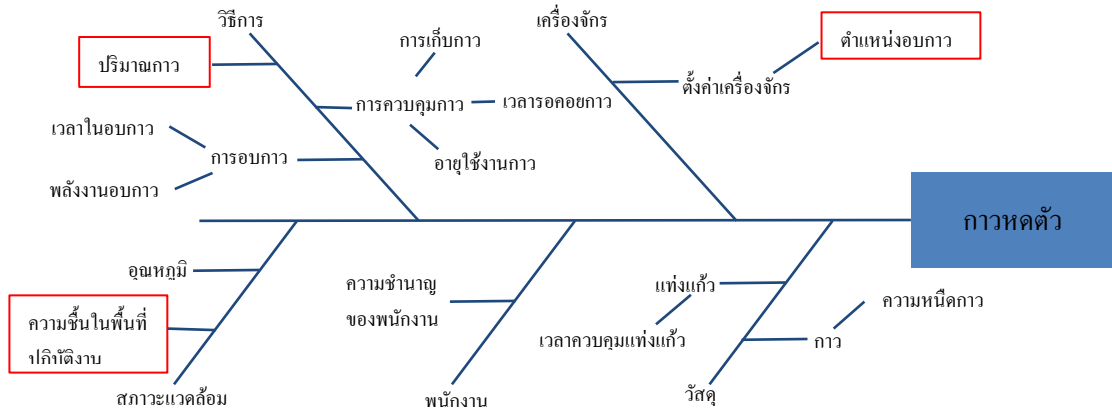 วิธีการ
เครื่องจักร
การเก็บกาว
ตำแหน่งอบกาว
ปริมาณกาว
ตั้งค่าเครื่องจักร
การควบคุมกาว
เวลารอคอยกาว
เวลาในอบกาว
การอบกาว
อายุใช้งานกาว
พลังงานอบกาว
กาวหดตัว
อุณหภูมิ
ความชำนาญ
ของพนักงาน
แท่งแก้ว
ความหนืดกาว
ความชื้นในพื้นที่
ปฏิบัติงาน
เวลาควบคุมแท่งแก้ว
กาว
สภาวะแวดล้อม
พนักงาน
วัสดุ